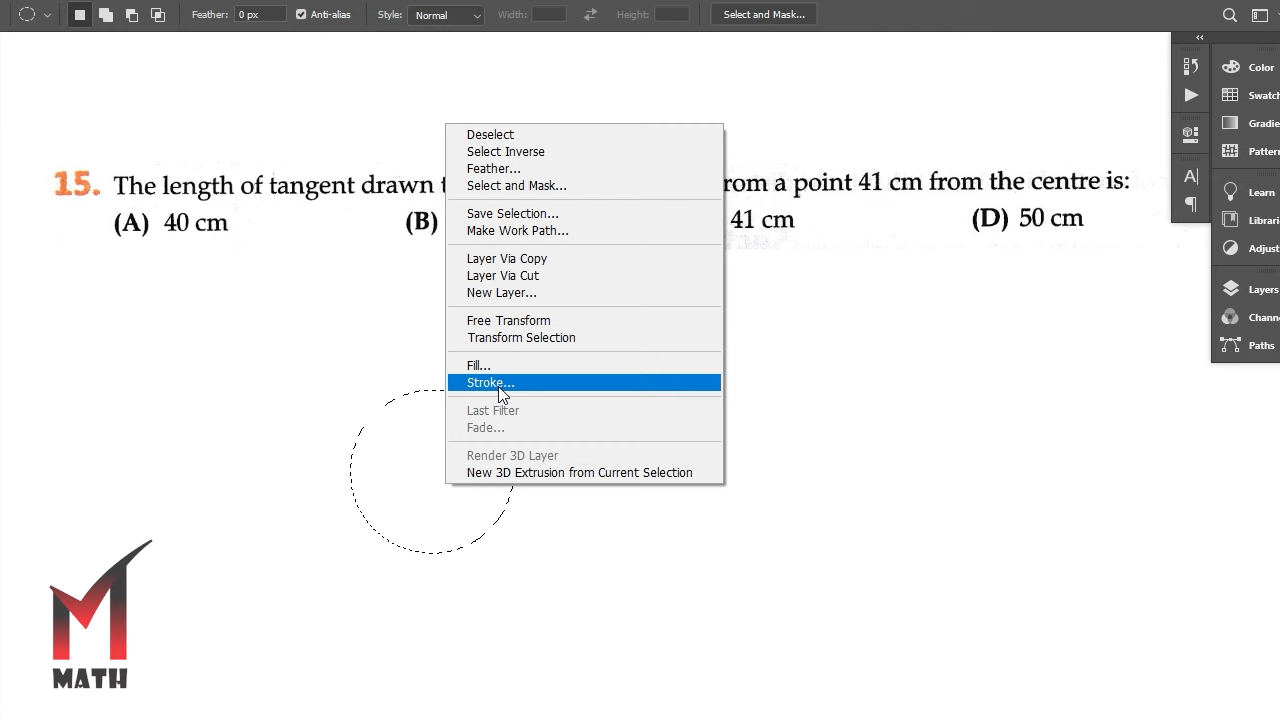 Feather: 0 px Anti-alias Style: Normal Width: Height: Select and Mask...
Color
Swatch
Gradie
Pattern
Learn
Librari
Adjust
Layers
Chann
Paths
15. The length of tangent drawn t rom a point 41 cm from the centre is:
(A) 40 cm (B) 41 cm (D) 50 cm
Deselect
Select Inverse
Feather...
Select and Mask...
Save Selection...
Make Work Path...
Layer Via Copy
Layer Via Cut
New Layer...
Free Transform
Transform Selection
Fill...
Stroke...
Last Filter
Fade...
Render 3D Layer
New 3D Extrusion from Current Selection
M
MATH